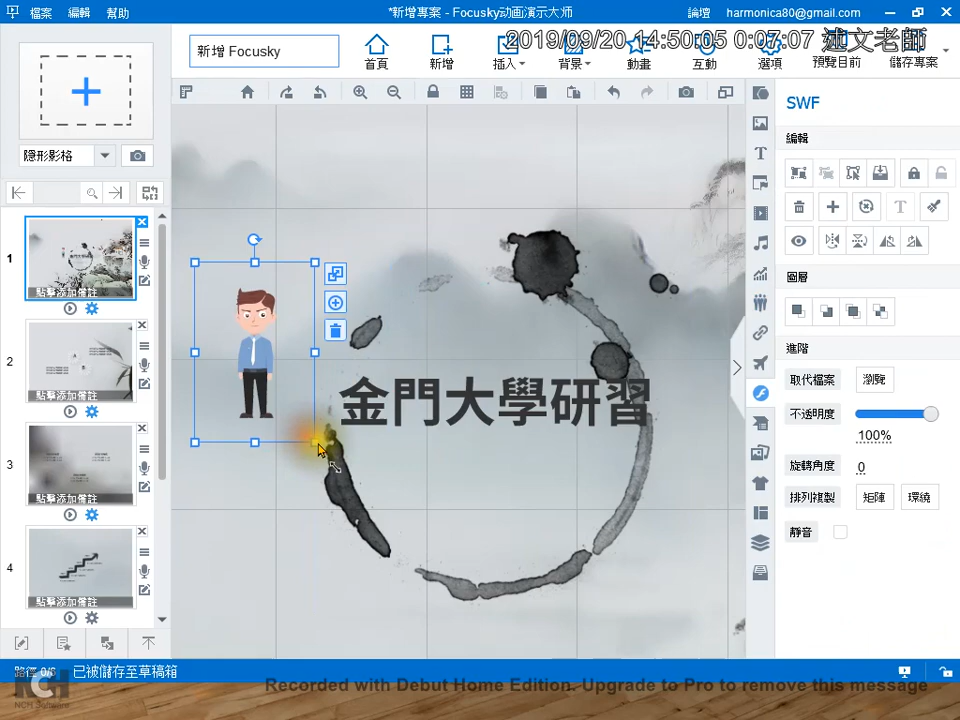 檔案 編輯 幫助 *新增專案 - Focusky动画演示大师 論壇 harmonica80@gmail.com
2019/09/20 14:50:05 0:07:07 述文老師
新增 Focusky 首頁 新增 插入 背景 動畫 互動 選項 預覽目前 儲存專案
隱形影格
1
點擊添加備註
2
點擊添加備註
3
點擊添加備註
4
點擊添加備註
金門大學研習
SWF
編輯
圖層
進階
取代檔案 瀏覽
不透明度
100%
旋轉角度 0
排列複製 矩陣 環繞
靜音
路徑 0/6 已被儲存至草稿箱
Recorded with Debut Home Edition. Upgrade to Pro to remove this message
NCH
NCH Software